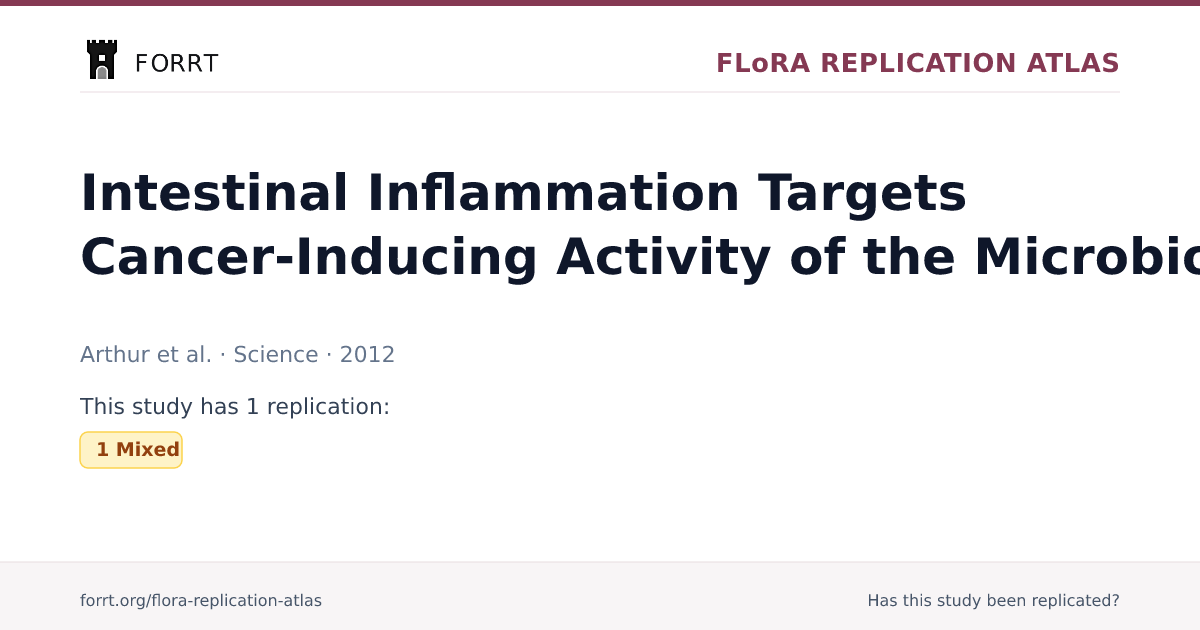 FORRT
FLoRA REPLICATION ATLAS
Intestinal Inflammation Targets
Cancer-Inducing Activity of the
Arthur et al. · Science · 2012
This study has 1 replication:
1 Mixed
forrt.org/flora-replication-atlas
Has this study been replicated?